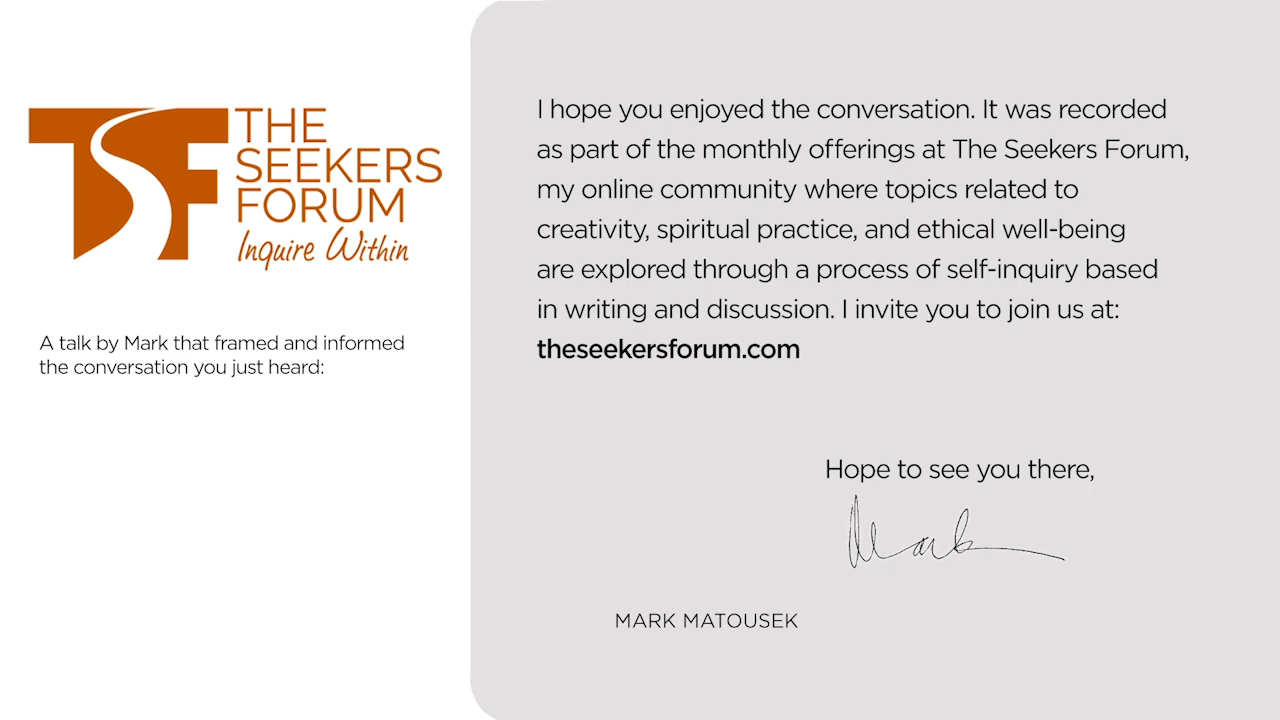 TSF
THE
SEEKERS
FORUM
Inquire Within
A talk by Mark that framed and informed
the conversation you just heard:
I hope you enjoyed the conversation. It was recorded
as part of the monthly offerings at The Seekers Forum,
my online community where topics related to
creativity, spiritual practice, and ethical well-being
are explored through a process of self-inquiry based
in writing and discussion. I invite you to join us at:
theseekersforum.com
Hope to see you there,
Mark
MARK MATOUSEK